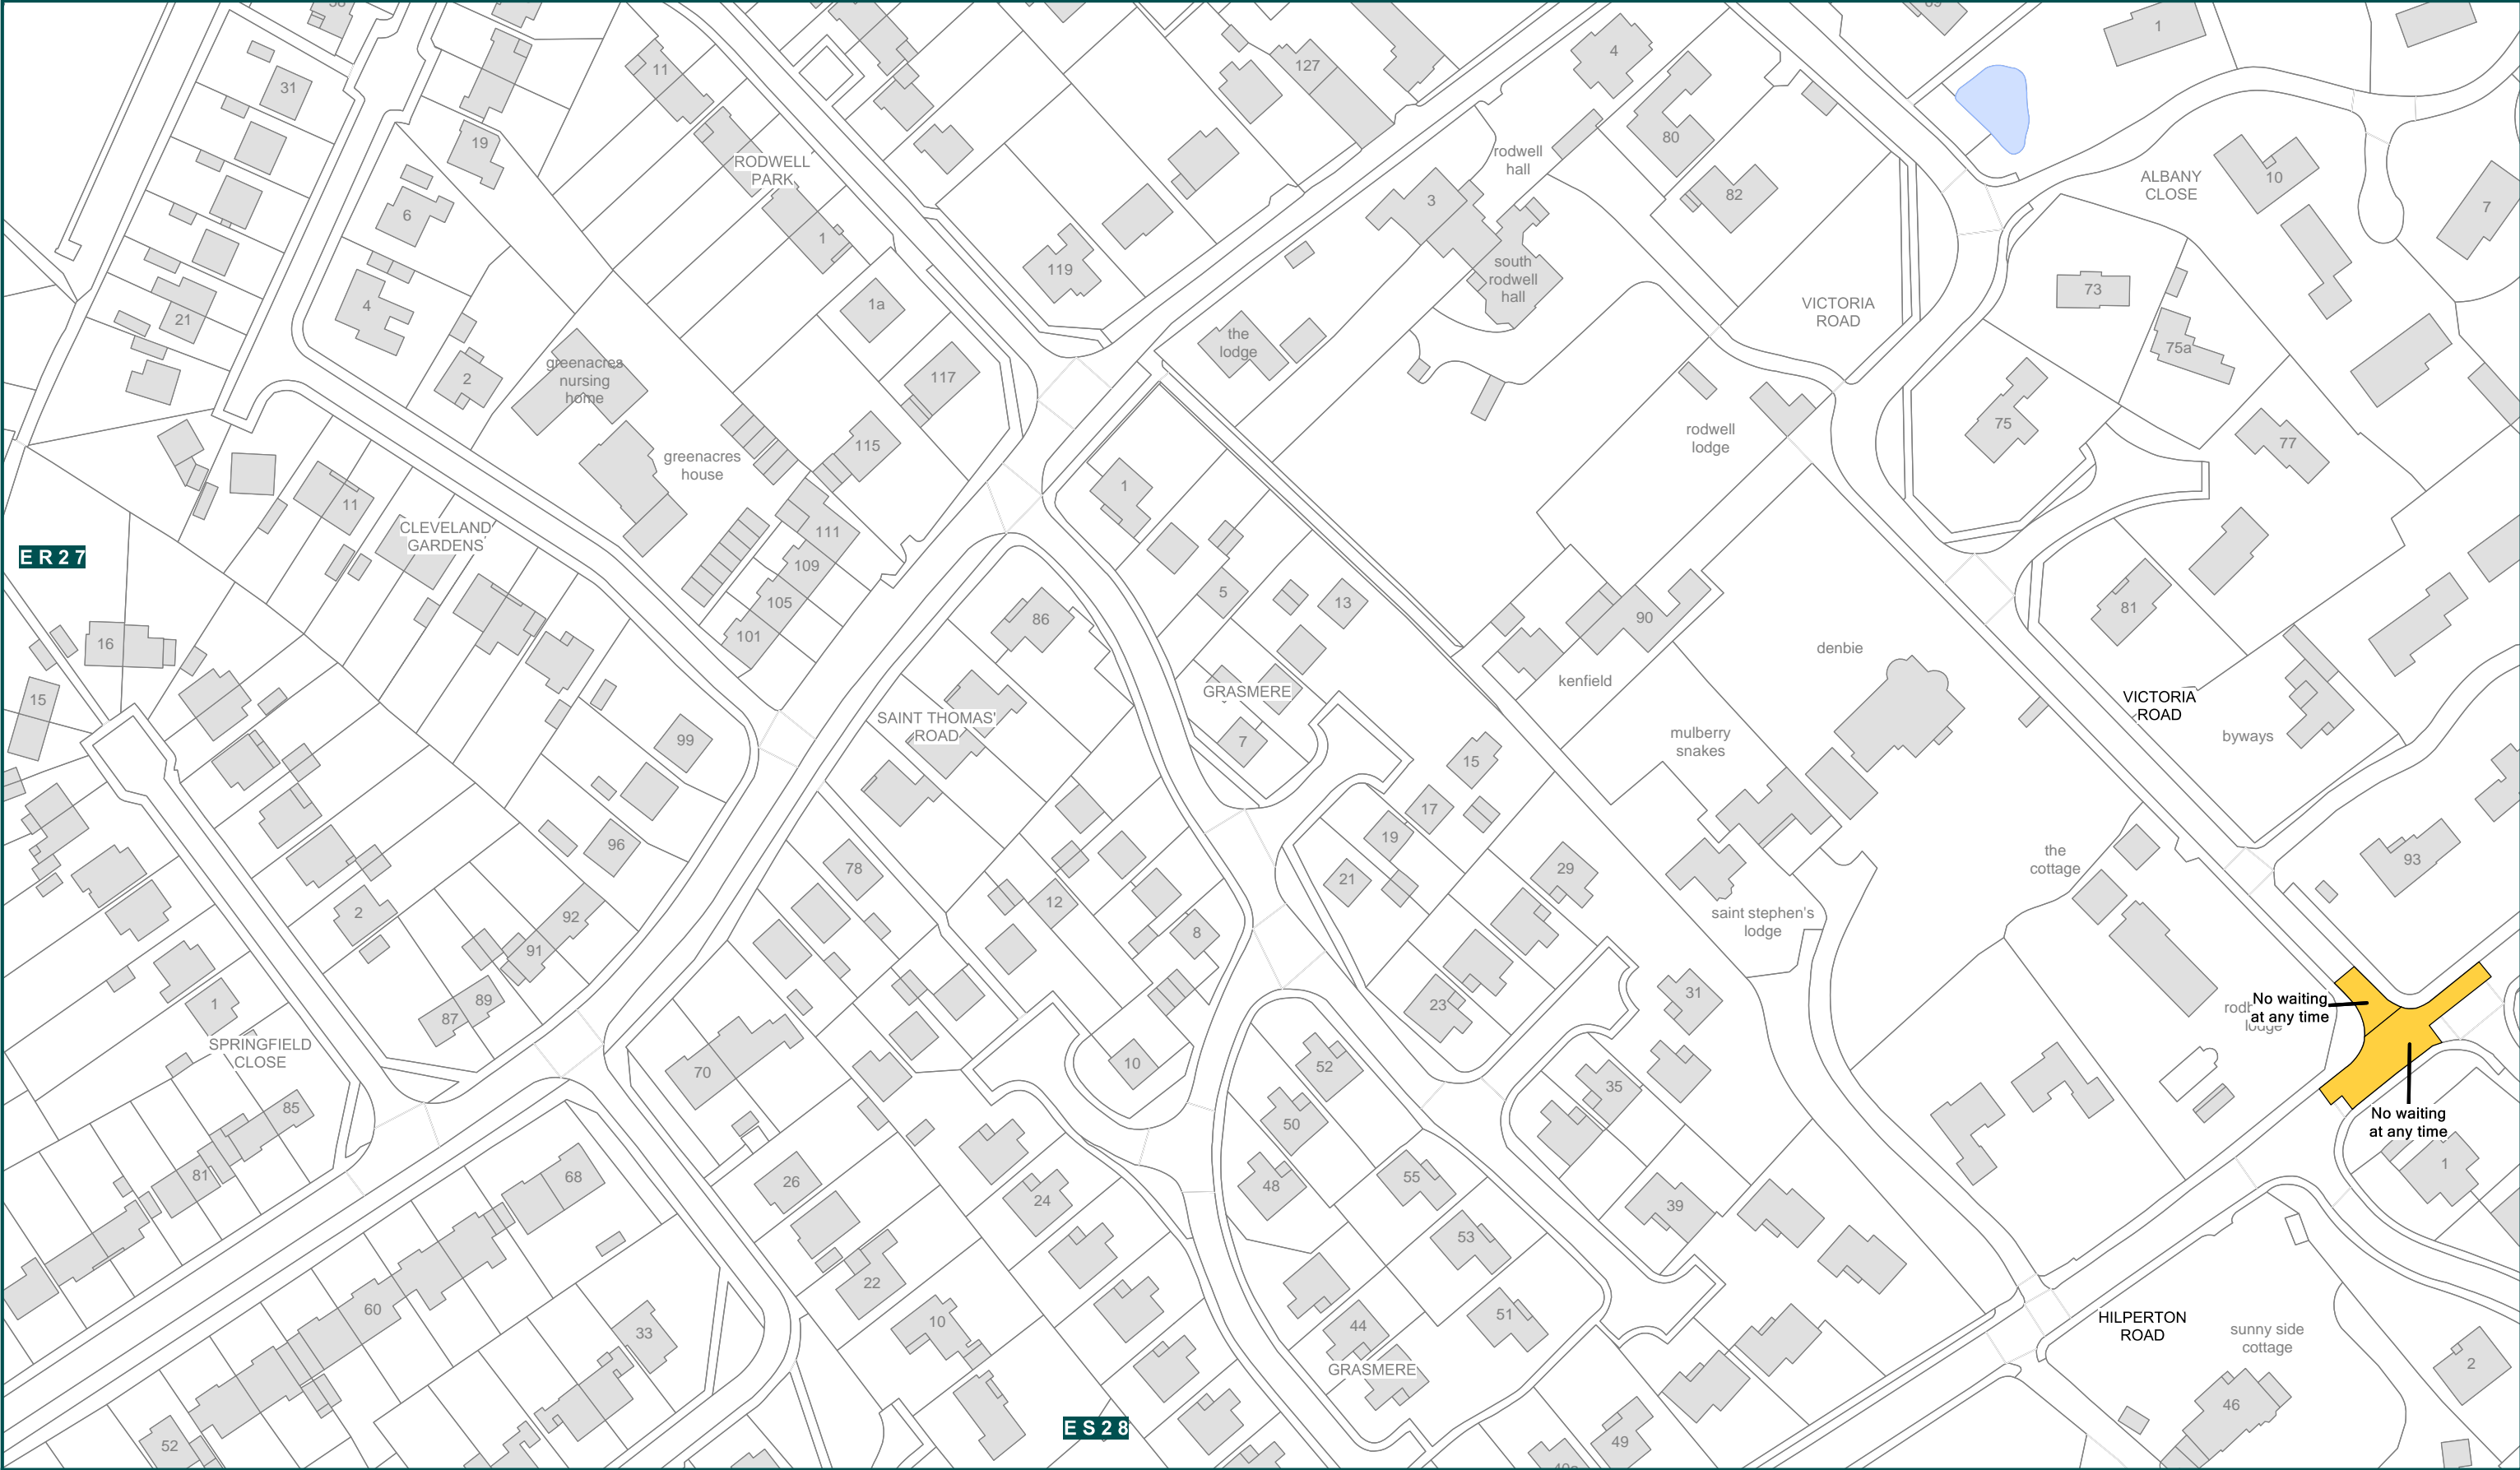 31
11
127
4
1
RODWELL
PARK
19
80
rodwell
hall
82
ALBANY
CLOSE
10
7
6
3
1
119
south
rodwell
hall
73
4
21
1a
VICTORIA
ROAD
the
lodge
75a
greenacres
nursing
home
2
117
75
77
115
rodwell
lodge
greenacres
house
11
1
CLEVELAND
GARDENS
111
ER27
109
5
13
105
86
90
81
101
16
denbie
kenfield
15
GRASMERE
VICTORIA
ROAD
SAINT THOMAS'
ROAD
99
7
mulberry
snakes
byways
15
17
19
96
78
the
cottage
93
29
21
12
2
92
saint stephen's
lodge
8
91
31
23
89
1
87
No waiting
at any time
lodge
SPRINGFIELD
CLOSE
70
10
52
35
85
50
No waiting
at any time
81
68
26
24
48
55
1
39
53
22
60
10
33
44
51
HILPERTON
ROAD
sunny side
cottage
2
GRASMERE
46
ES28
52
49